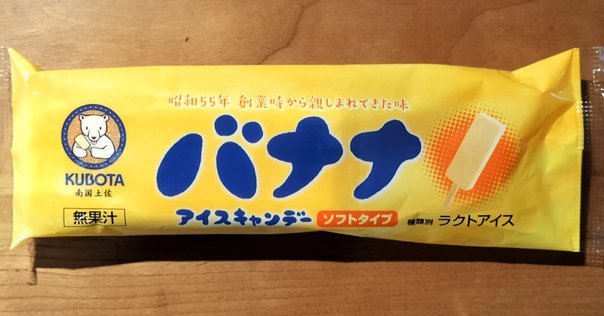 昭和55年 創業時から親しまれてきた味
バナナ
KUBOTA
南国土佐
無果汁
アイスキャンデー ソフトタイプ
種類別 ラクトアイス